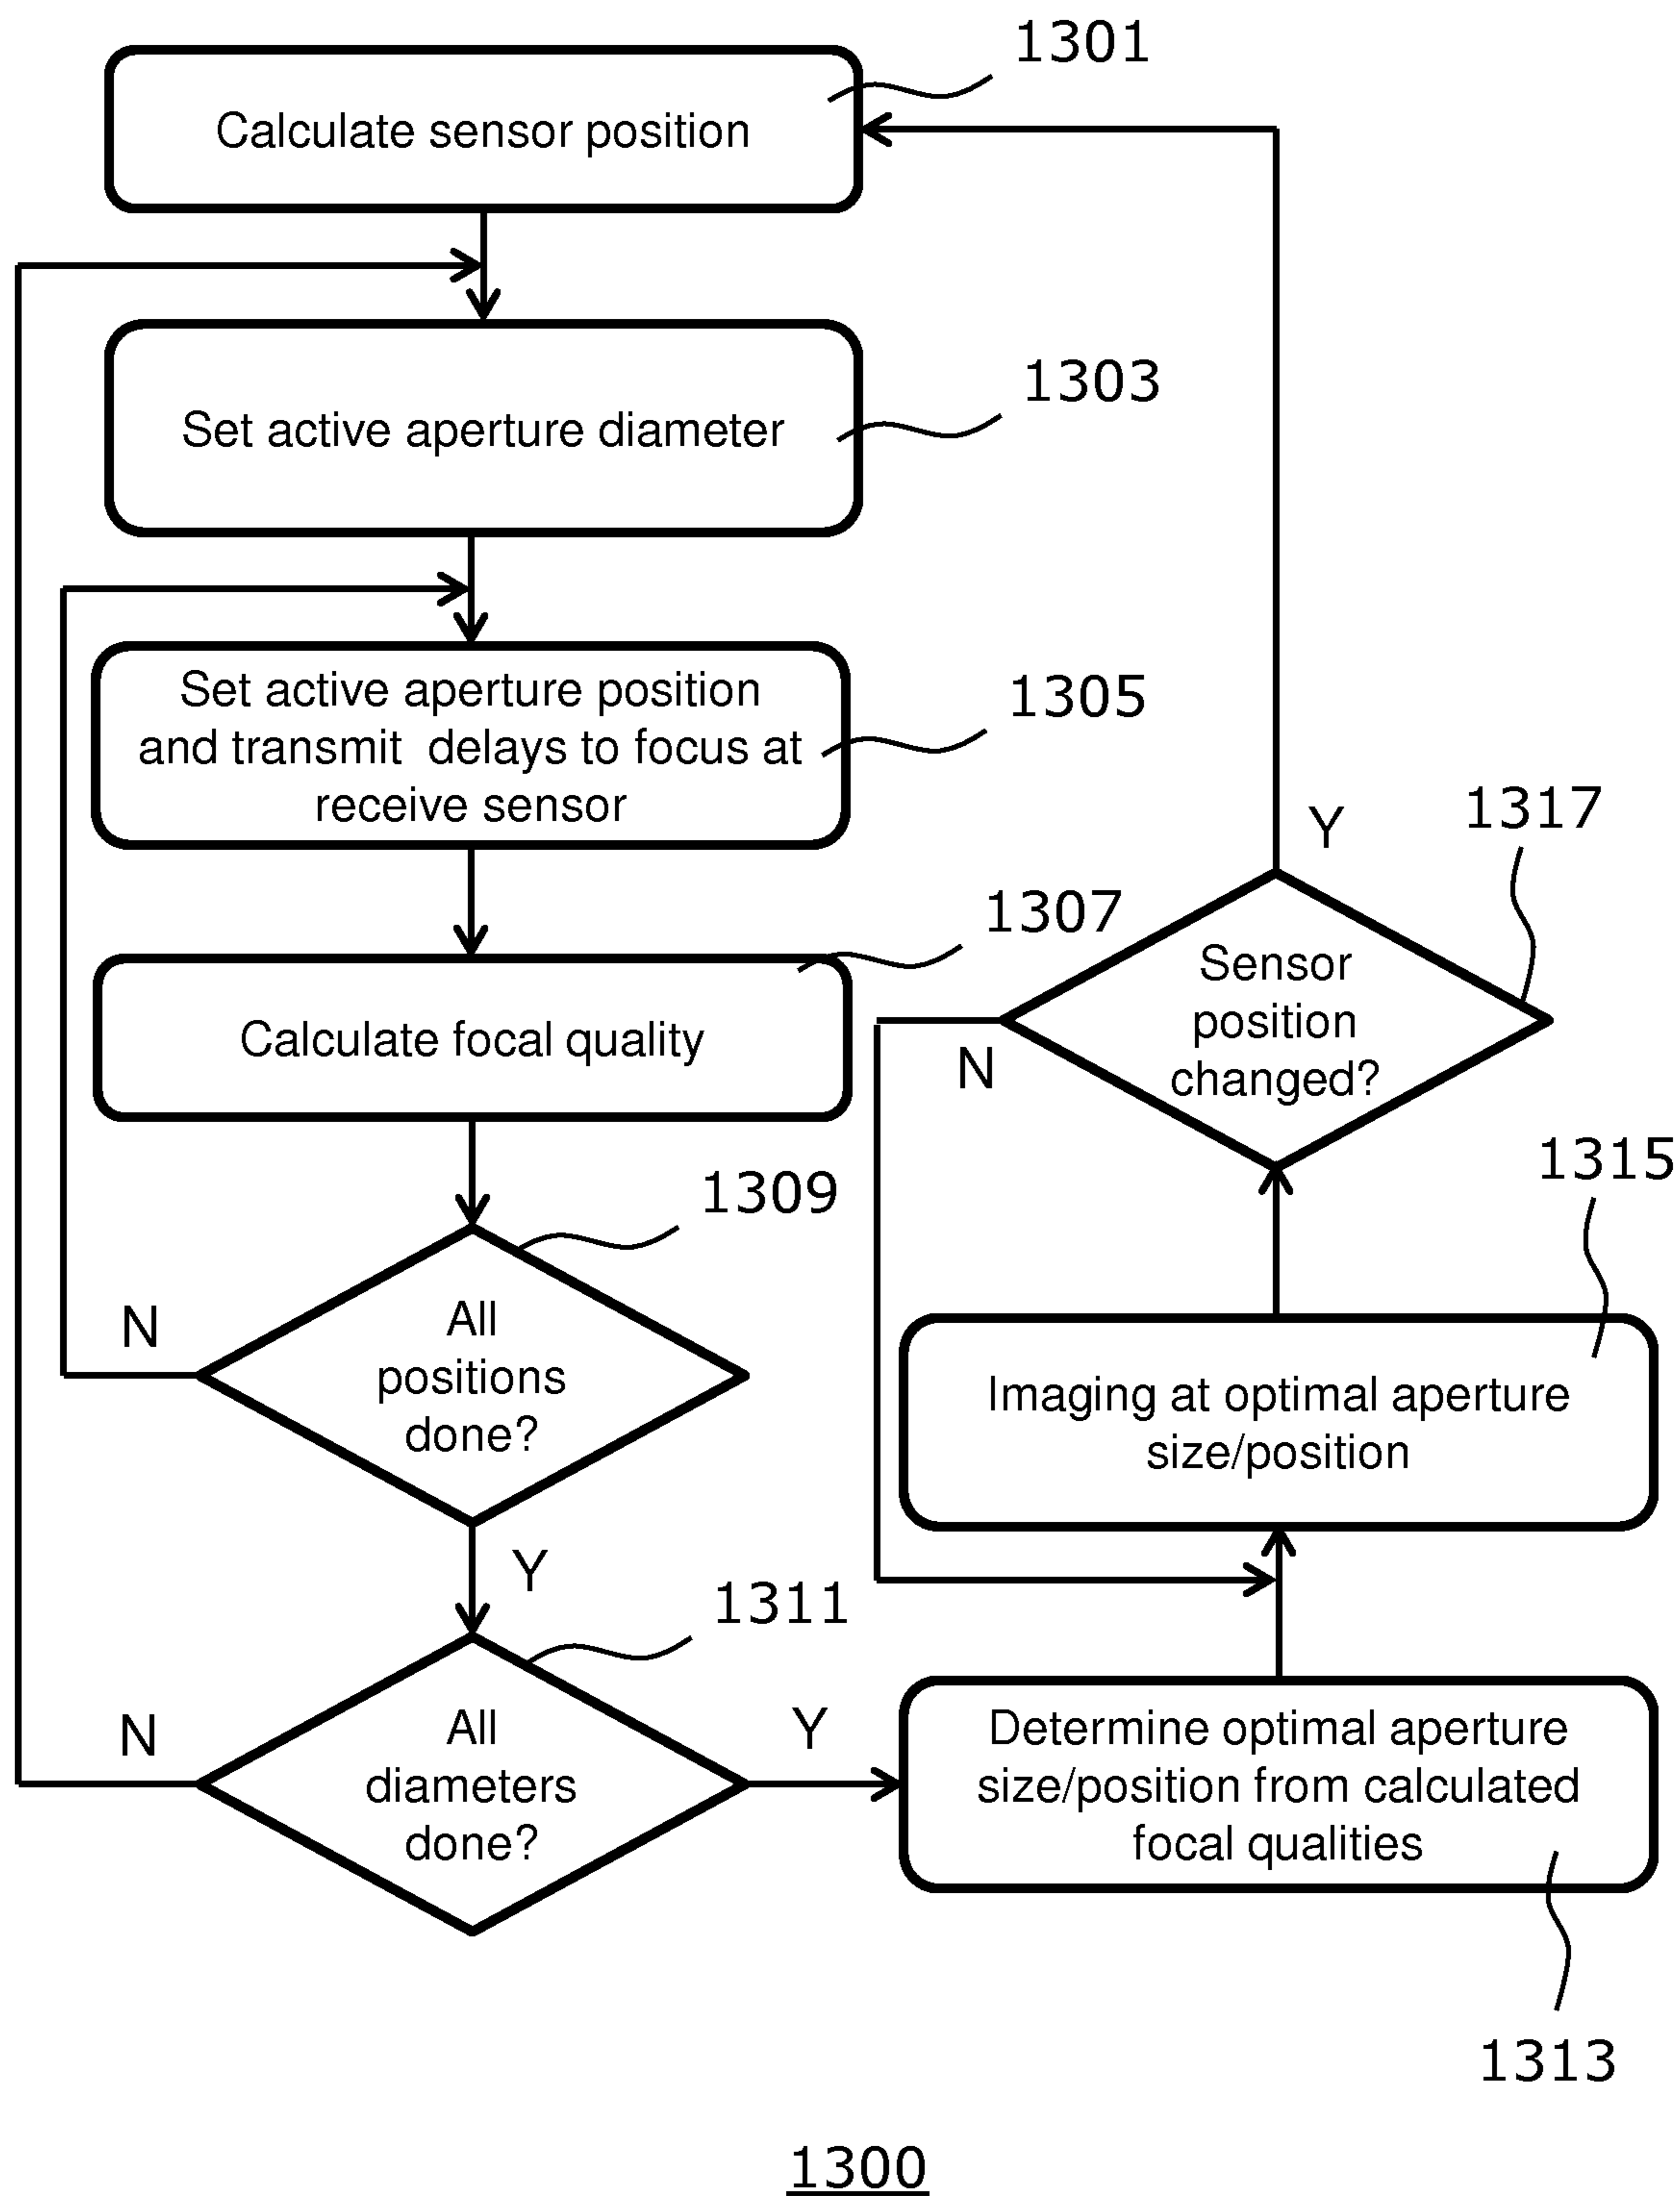 1301
Calculate sensor position
1303
Set active aperture diameter
1305
Set active aperture position
and transmit delays to focus at
receive sensor
1307
Calculate focal quality
1309
All
positions
done?
N
Y
1311
All
diameters
done?
N
Y
Determine optimal aperture
size/position from calculated
focal qualities
1313
1315
Imaging at optimal aperture
size/position
1317
Sensor
position
changed?
Y
N
1300